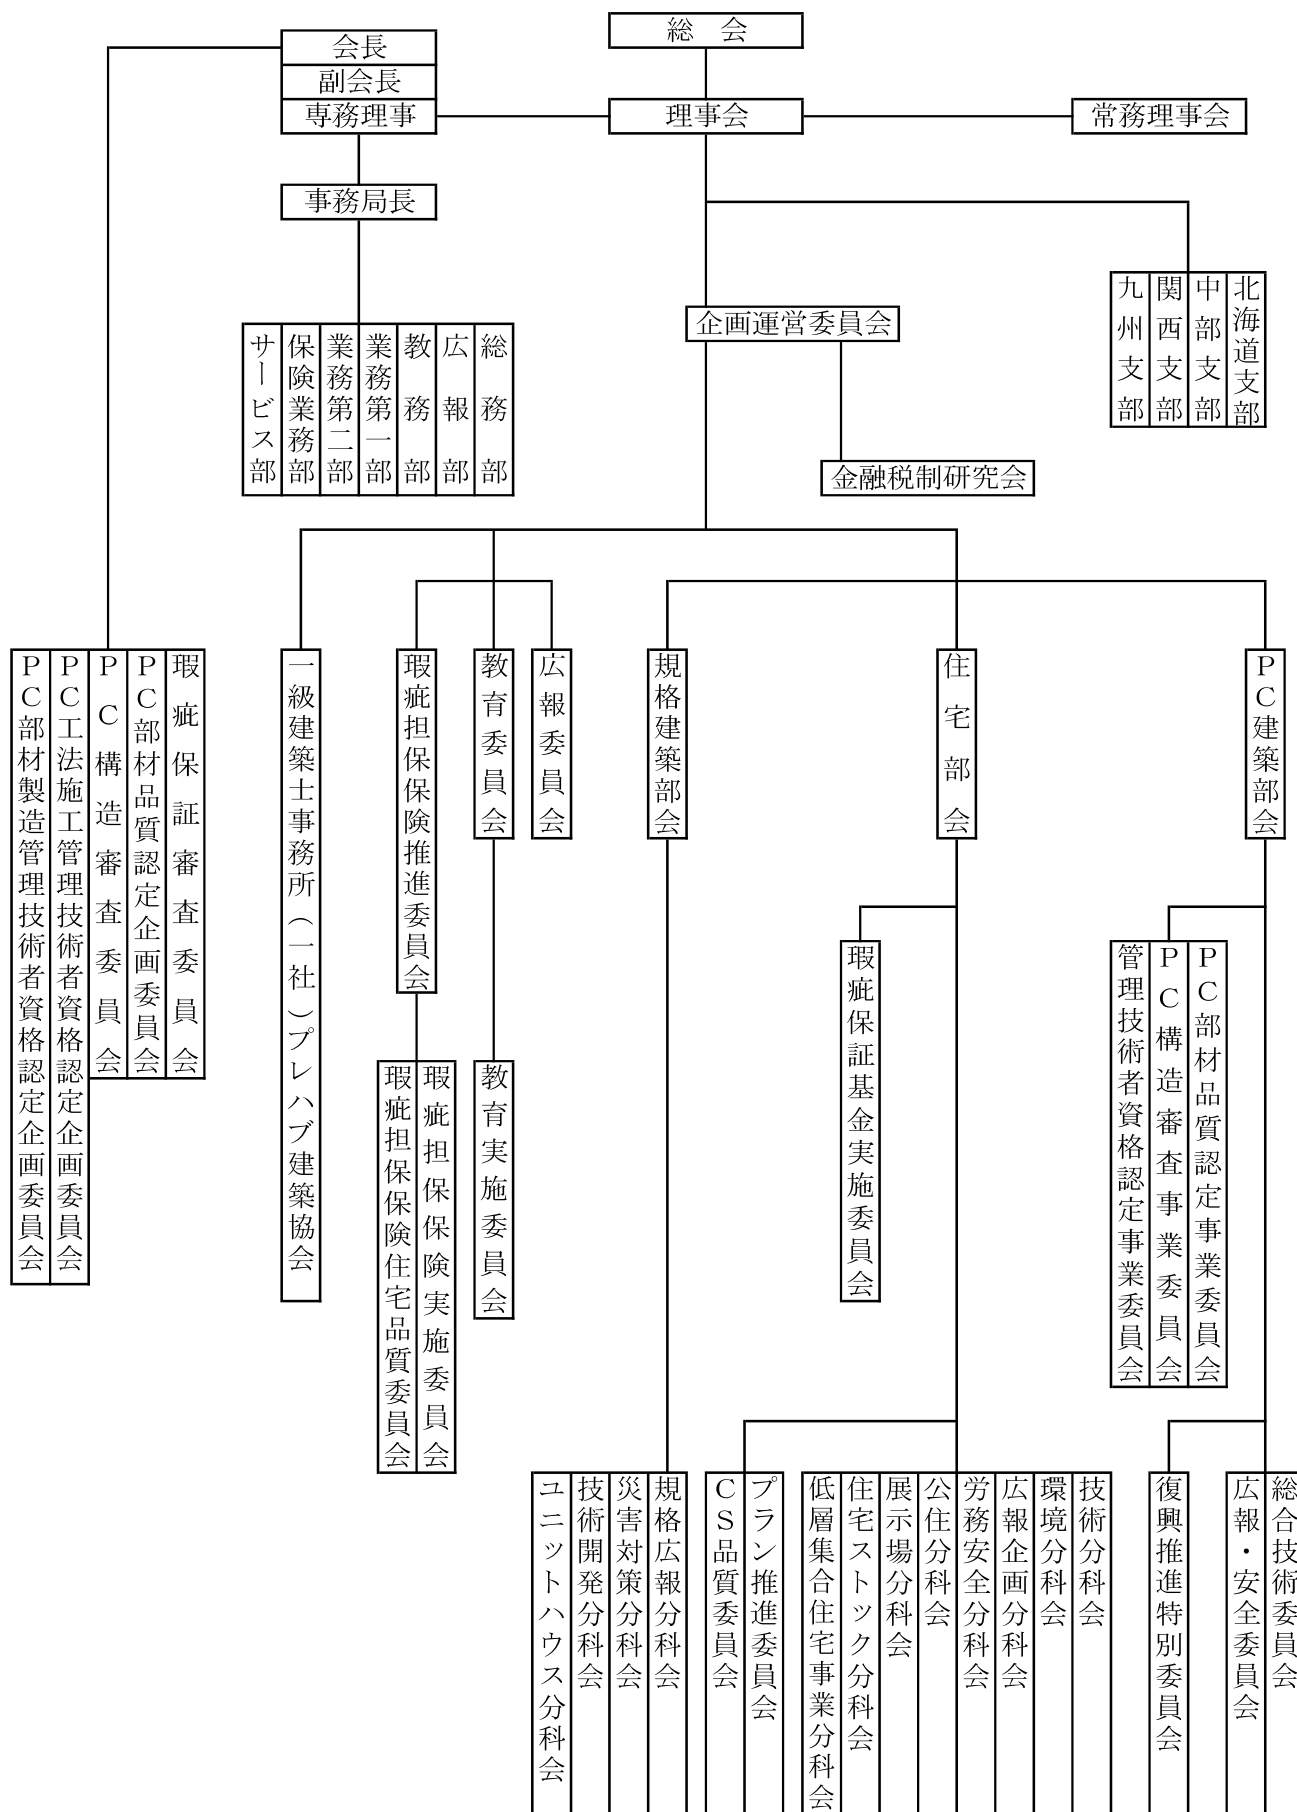 総　会
会長
副会長
専務理事
理事会
常務理事会
事務局長
北海道支部
中部支部
関西支部
九州支部
企画運営委員会
総務部
広報部
教務部
業務第一部
業務第二部
保険業務部
サービス部
金融税制研究会
瑕疵保証審査委員会
ＰＣ部材品質認定企画委員会
ＰＣ構造審査委員会
ＰＣ工法施工管理技術者資格認定企画委員会
ＰＣ部材製造管理技術者資格認定企画委員会
一級建築士事務所（一社）プレハブ建築協会
瑕疵担保保険推進委員会
教育委員会
広報委員会
規格建築部会
住宅部会
ＰＣ建築部会
瑕疵担保保険実施委員会
瑕疵担保保険住宅品質委員会
教育実施委員会
瑕疵保証基金実施委員会
ＰＣ部材品質認定事業委員会
ＰＣ構造審査事業委員会
管理技術者資格認定事業委員会
総合技術委員会
広報・安全委員会
復興推進特別委員会
技術分科会
環境分科会
広報企画分科会
労務安全分科会
公住分科会
展示場分科会
住宅ストック分科会
低層集合住宅事業分科会
プラン推進委員会
ＣＳ品質委員会
規格広報分科会
災害対策分科会
技術開発分科会
ユニットハウス分科会